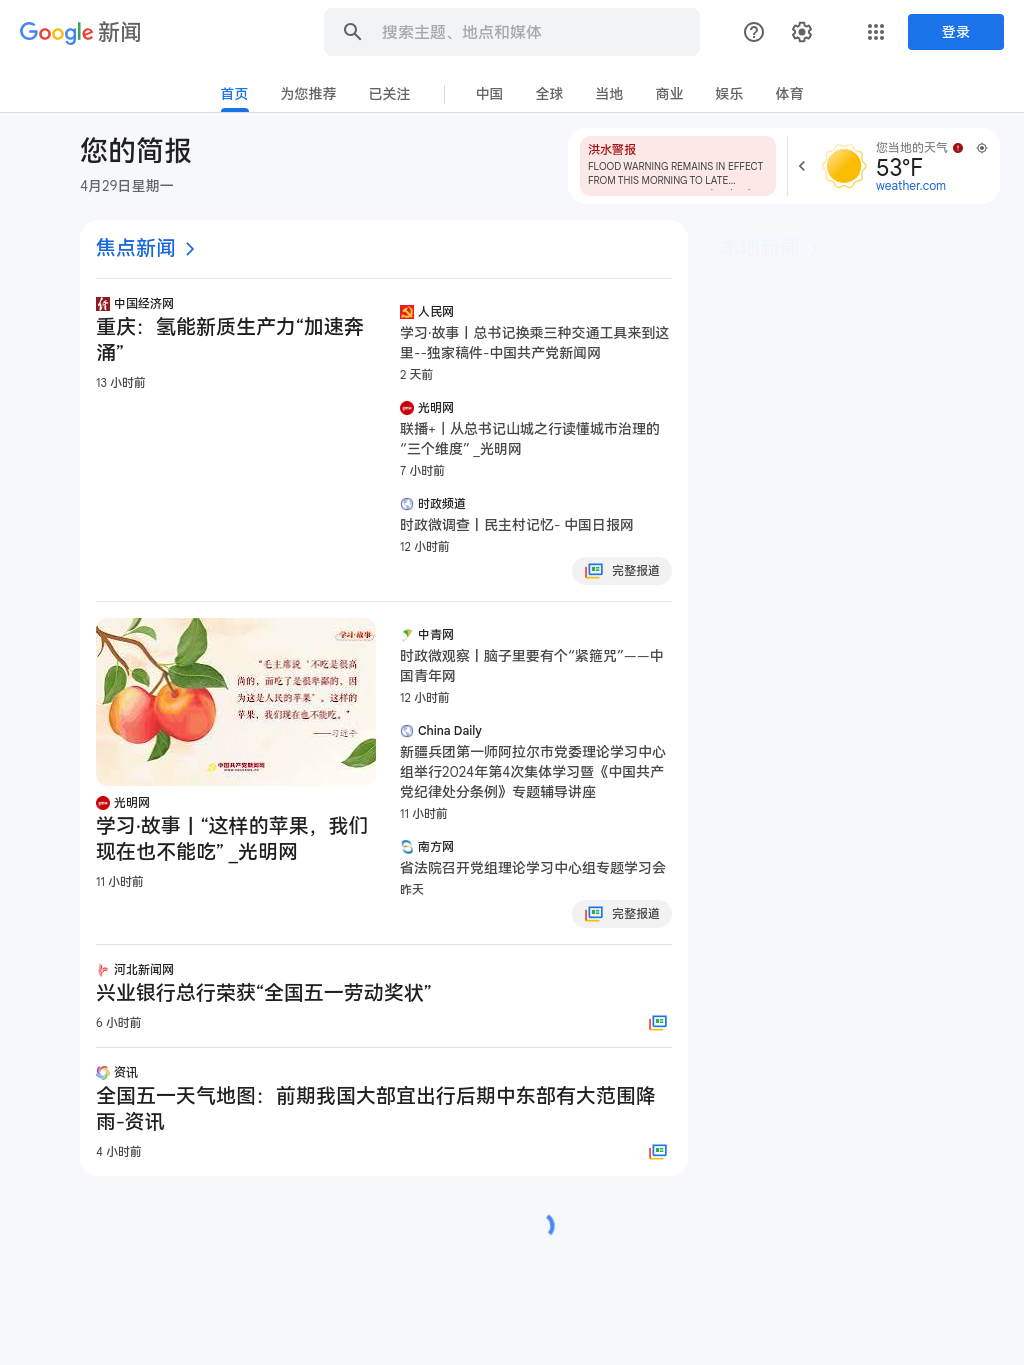 Google 新闻
搜索主题、地点和媒体
登录
首页
为您推荐
已关注
中国
全球
当地
商业
娱乐
体育
您的简报
4月29日星期一
洪水警报
FLOOD WARNING REMAINS IN EFFECT
FROM THIS MORNING TO LATE...
您当地的天气
53°F
weather.com
焦点新闻
本地新闻
中国经济网
重庆：氢能新质生产力“加速奔
涌”
13 小时前
人民网
学习·故事丨总书记换乘三种交通工具来到这
里--独家稿件-中国共产党新闻网
2 天前
光明网
联播+丨从总书记山城之行读懂城市治理的
“三个维度” _光明网
7 小时前
时政频道
时政微调查丨民主村记忆- 中国日报网
12 小时前
完整报道
学习·故事
“毛主席说‘不吃是很高
尚的，而吃了是很卑鄙的，因
为这是人民的苹果’。这样的
苹果，我们现在也不能吃。”
——习近平
中国共产党新闻网
光明网
学习·故事丨“这样的苹果，我们
现在也不能吃” _光明网
11 小时前
中青网
时政微观察丨脑子里要有个“紧箍咒”——中
国青年网
12 小时前
China Daily
新疆兵团第一师阿拉尔市党委理论学习中心
组举行2024年第4次集体学习暨《中国共产
党纪律处分条例》专题辅导讲座
11 小时前
南方网
省法院召开党组理论学习中心组专题学习会
昨天
完整报道
河北新闻网
兴业银行总行荣获“全国五一劳动奖状”
6 小时前
资讯
全国五一天气地图：前期我国大部宜出行后期中东部有大范围降
雨-资讯
4 小时前